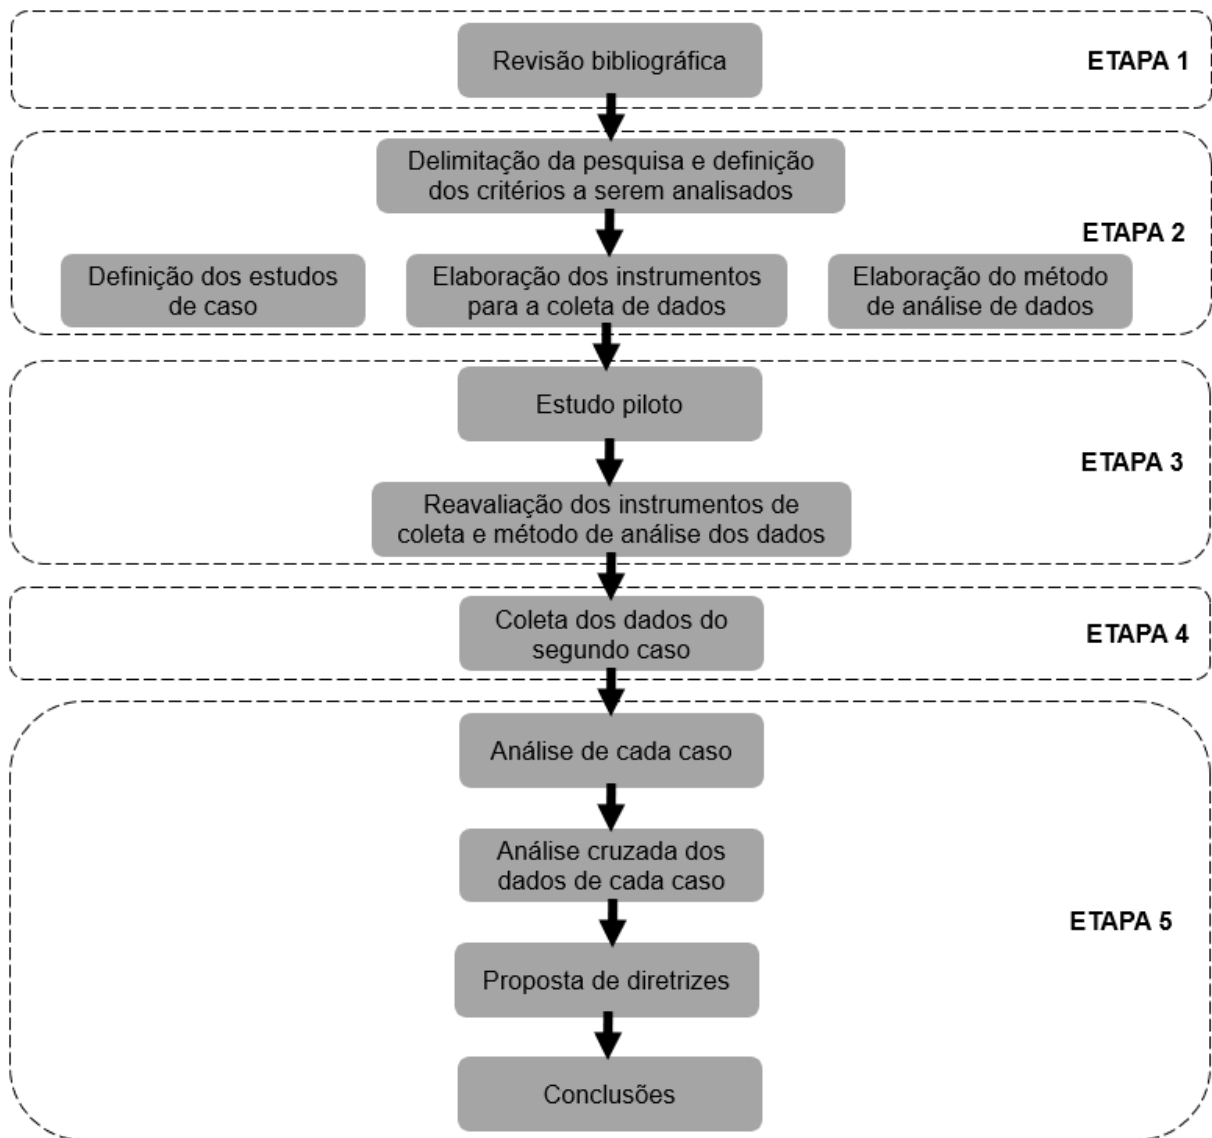 Revisão bibliográfica
ETAPA 1
Delimitação da pesquisa e definição
dos critérios a serem analisados
ETAPA 2
Definição dos estudos
de caso
Elaboração dos instrumentos
para a coleta de dados
Elaboração do método
de análise de dados
Estudo piloto
ETAPA 3
Reavaliação dos instrumentos de
coleta e método de análise dos dados
Coleta dos dados do
segundo caso
ETAPA 4
Análise de cada caso
Análise cruzada dos
dados de cada caso
ETAPA 5
Proposta de diretrizes
Conclusões